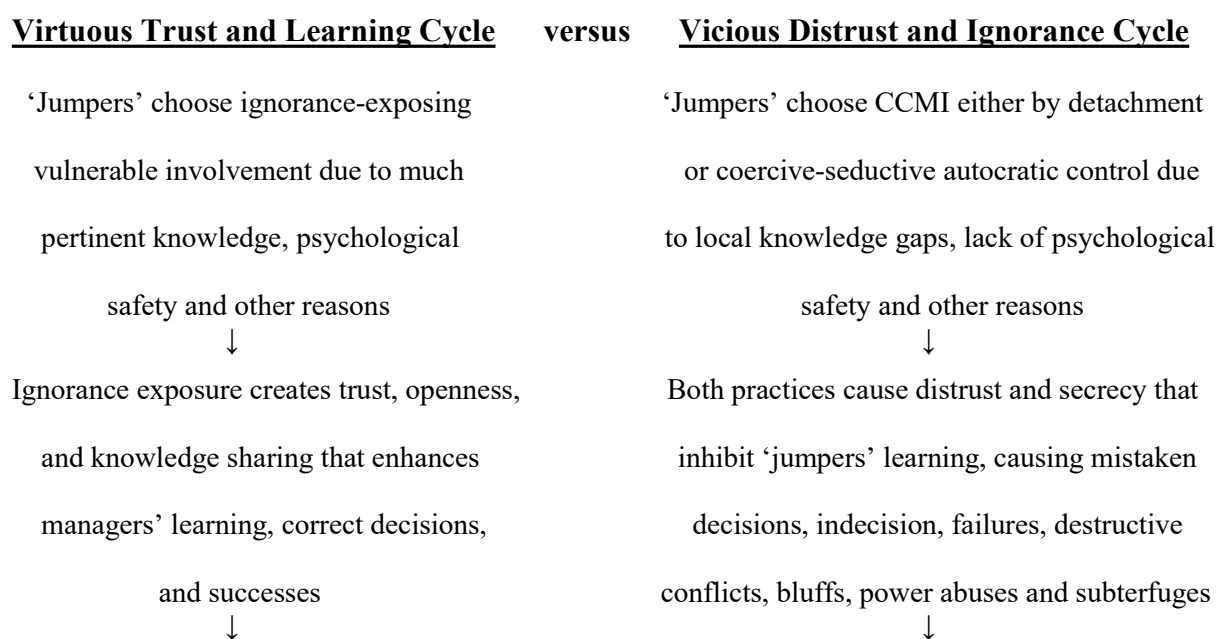 Virtuous Trust and Learning Cycle versus Vicious Distrust and Ignorance Cycle
‘Jumpers’ choose ignorance-exposing
vulnerable involvement due to much
pertinent knowledge, psychological
safety and other reasons
↓
Ignorance exposure creates trust, openness,
and knowledge sharing that enhances
managers’ learning, correct decisions,
and successes
↓
‘Jumpers’ choose CCMI either by detachment
or coercive-seductive autocratic control due
to local knowledge gaps, lack of psychological
safety and other reasons
↓
Both practices cause distrust and secrecy that
inhibit ‘jumpers’ learning, causing mistaken
decisions, indecision, failures, destructive
conflicts, bluffs, power abuses and subterfuges
↓